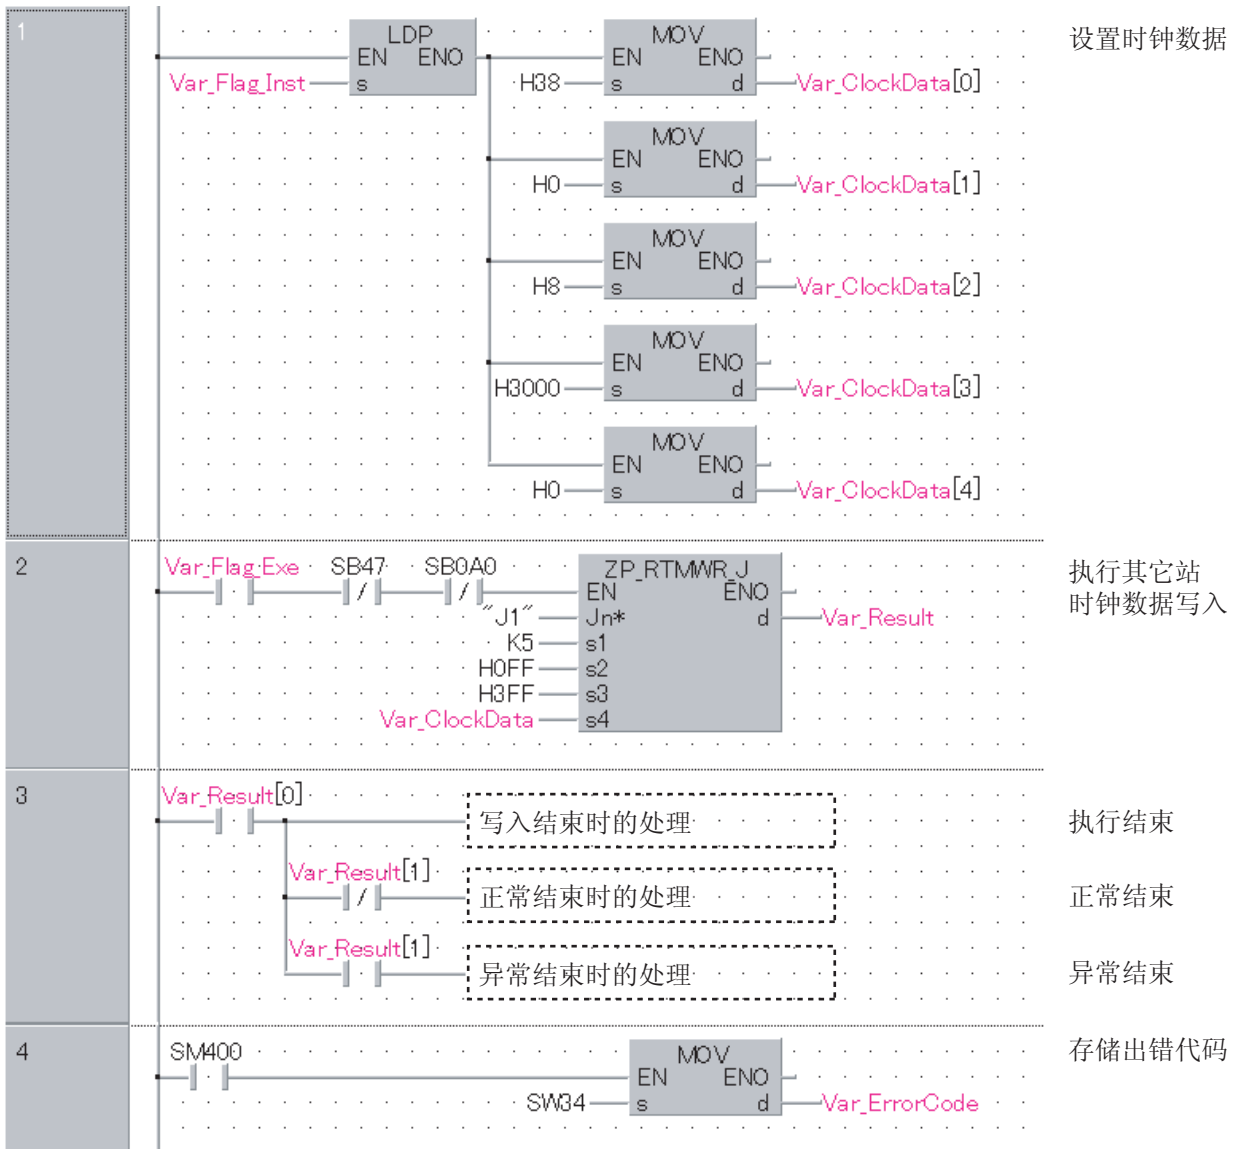 1
LDP
EN ENO
Var_Flag_Inst
s
MOV
EN ENO
H38 s d Var_ClockData[0]
设置时钟数据
MOV
EN ENO
H0 s d Var_ClockData[1]
MOV
EN ENO
H8 s d Var_ClockData[2]
MOV
EN ENO
H3000 s d Var_ClockData[3]
MOV
EN ENO
H0 s d Var_ClockData[4]
2
Var_Flag_Exe SB47 SB0A0
ZP_RTMWR_J
EN ENO
"J1" Jn* d Var_Result
K5 s1
H0FF s2
H3FF s3
Var_ClockData s4
执行其它站
时钟数据写入
3
Var_Result[0]
写入结束时的处理
执行结束
Var_Result[1]
正常结束时的处理
正常结束
Var_Result[1]
异常结束时的处理
异常结束
4
SM400
MOV
EN ENO
SW34 s d Var_ErrorCode
存储出错代码